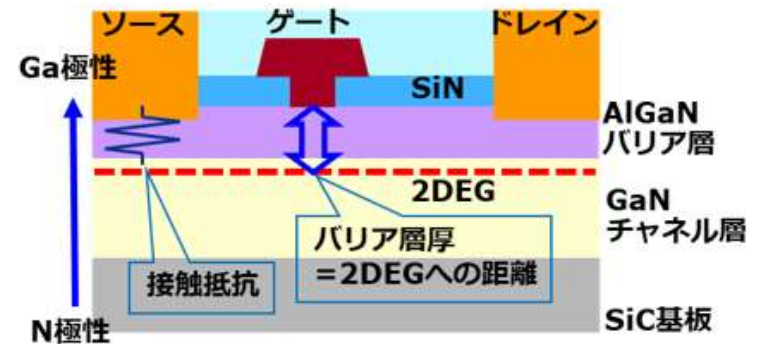 ソース
ゲート
ドレイン
Ga極性
SiN
AlGaN
バリア層
2DEG
GaN
チャネル層
バリア層厚
=2DEGへの距離
接触抵抗
SiC基板
N極性